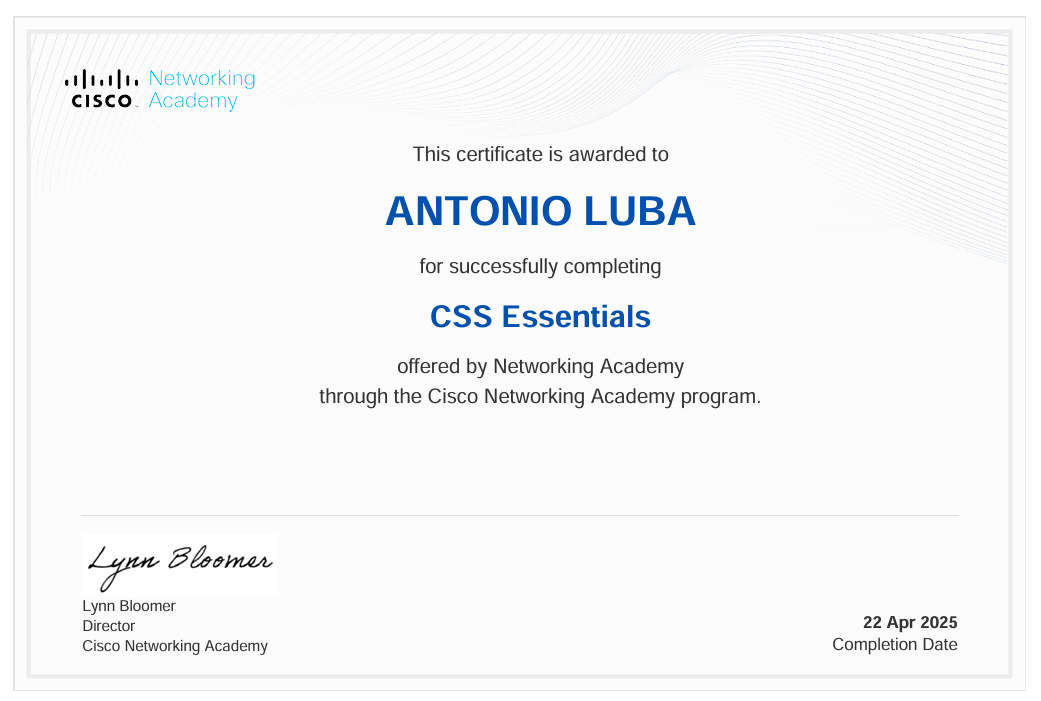 Networking
CISCO Academy
This certificate is awarded to
ANTONIO LUBA
for successfully completing
CSS Essentials
offered by Networking Academy
through the Cisco Networking Academy program.
Lynn Bloomer
Lynn Bloomer
Director
Cisco Networking Academy
22 Apr 2025
Completion Date